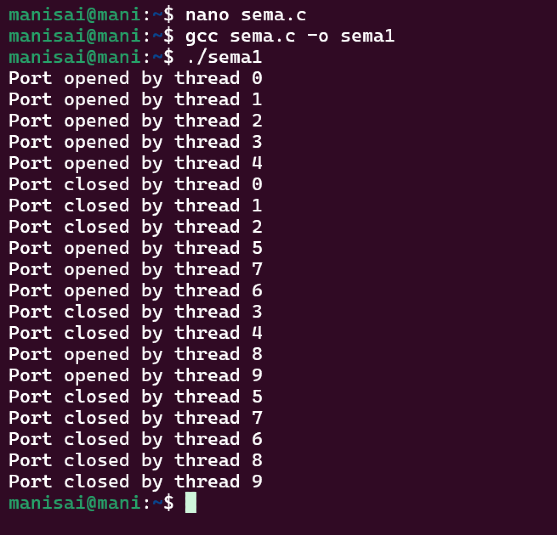 manisai@mani:~$ nano sema.c
manisai@mani:~$ gcc sema.c -o sema1
manisai@mani:~$ ./sema1
Port opened by thread 0
Port opened by thread 1
Port opened by thread 2
Port opened by thread 3
Port opened by thread 4
Port closed by thread 0
Port closed by thread 1
Port closed by thread 2
Port opened by thread 5
Port opened by thread 7
Port opened by thread 6
Port closed by thread 3
Port closed by thread 4
Port opened by thread 8
Port opened by thread 9
Port closed by thread 5
Port closed by thread 7
Port closed by thread 6
Port closed by thread 8
Port closed by thread 9
manisai@mani:~$